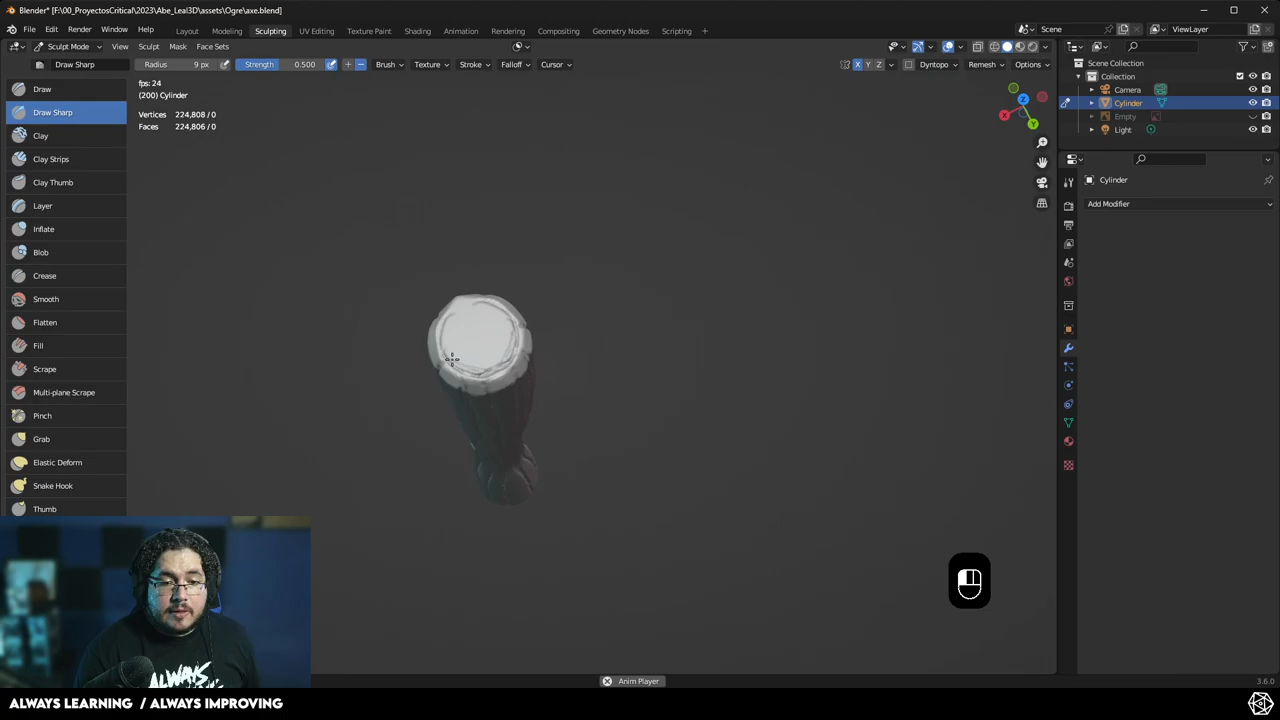 Blender* [F:\00_ProyectosCritical\2023\Abe_Leal3D\assets\Ogre\axe.blend]
File Edit Render Window Help Layout Modeling Sculpting UV Editing Texture Paint Shading Animation Rendering Compositing Geometry Nodes Scripting + Scene ViewLayer
Sculpt Mode View Sculpt Mask Face Sets
Draw Sharp Radius 9 px Strength 0.500 Brush Texture Stroke Falloff Cursor X Y Z Dyntopo Remesh Options
Scene Collection
Collection
Camera
Cylinder
Empty
Light
fps: 24
(200) Cylinder
Vertices 224,808 / 0
Faces 224,806 / 0
Z
X
Y
Draw
Draw Sharp
Clay
Clay Strips
Clay Thumb
Layer
Inflate
Blob
Crease
Smooth
Flatten
Fill
Scrape
Multi-plane Scrape
Pinch
Grab
Elastic Deform
Snake Hook
Thumb
Cylinder
Add Modifier
ALWAYS
Anim Player
3.6.0
ALWAYS LEARNING / ALWAYS IMPROVING